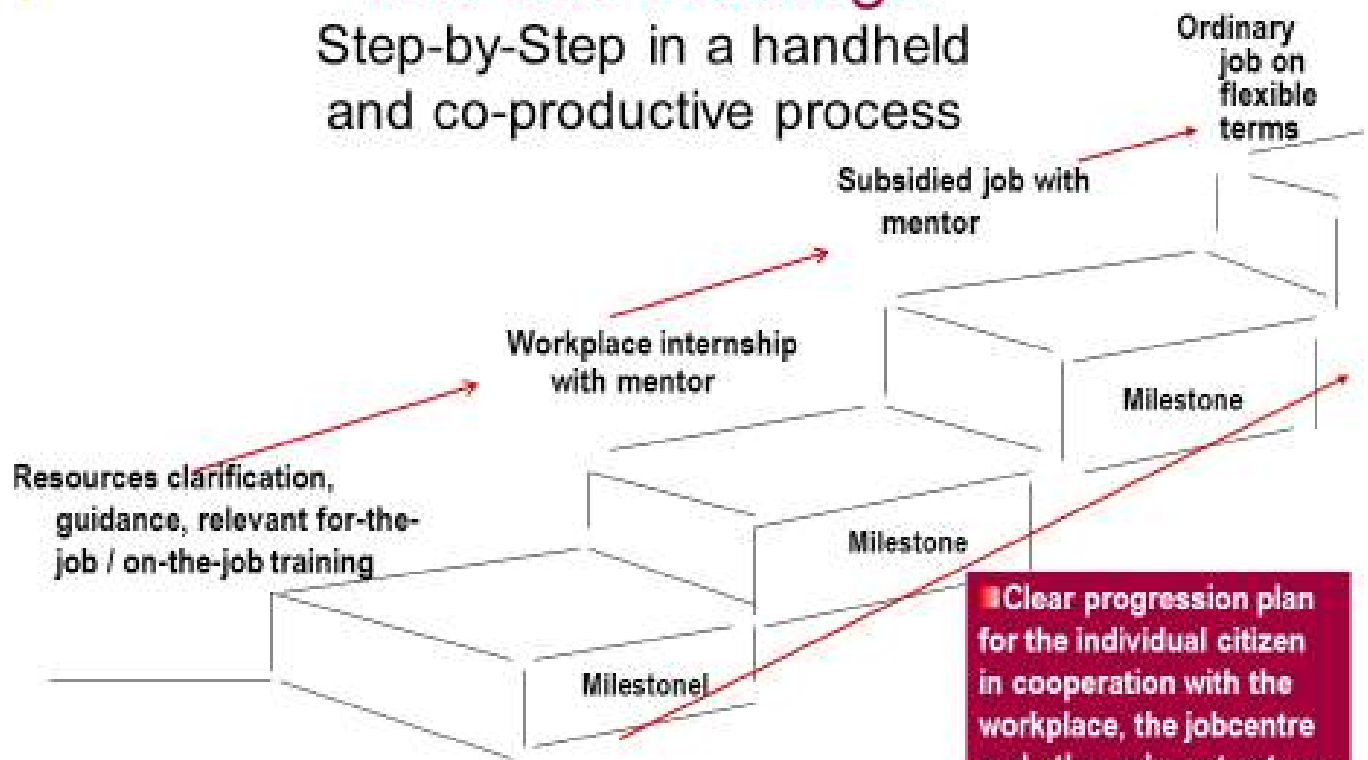 Step-by-Step in a handheld
and co-productive process
Ordinary
job on
flexible
terms
Subsidied job with
mentor
Workplace internship
with mentor
Resources clarification,
guidance, relevant for-the-
job / on-the-job training
Milestone
Milestone
Milestonel
Clear progression plan
for the individual citizen
in cooperation with the
workplace, the jobcentre